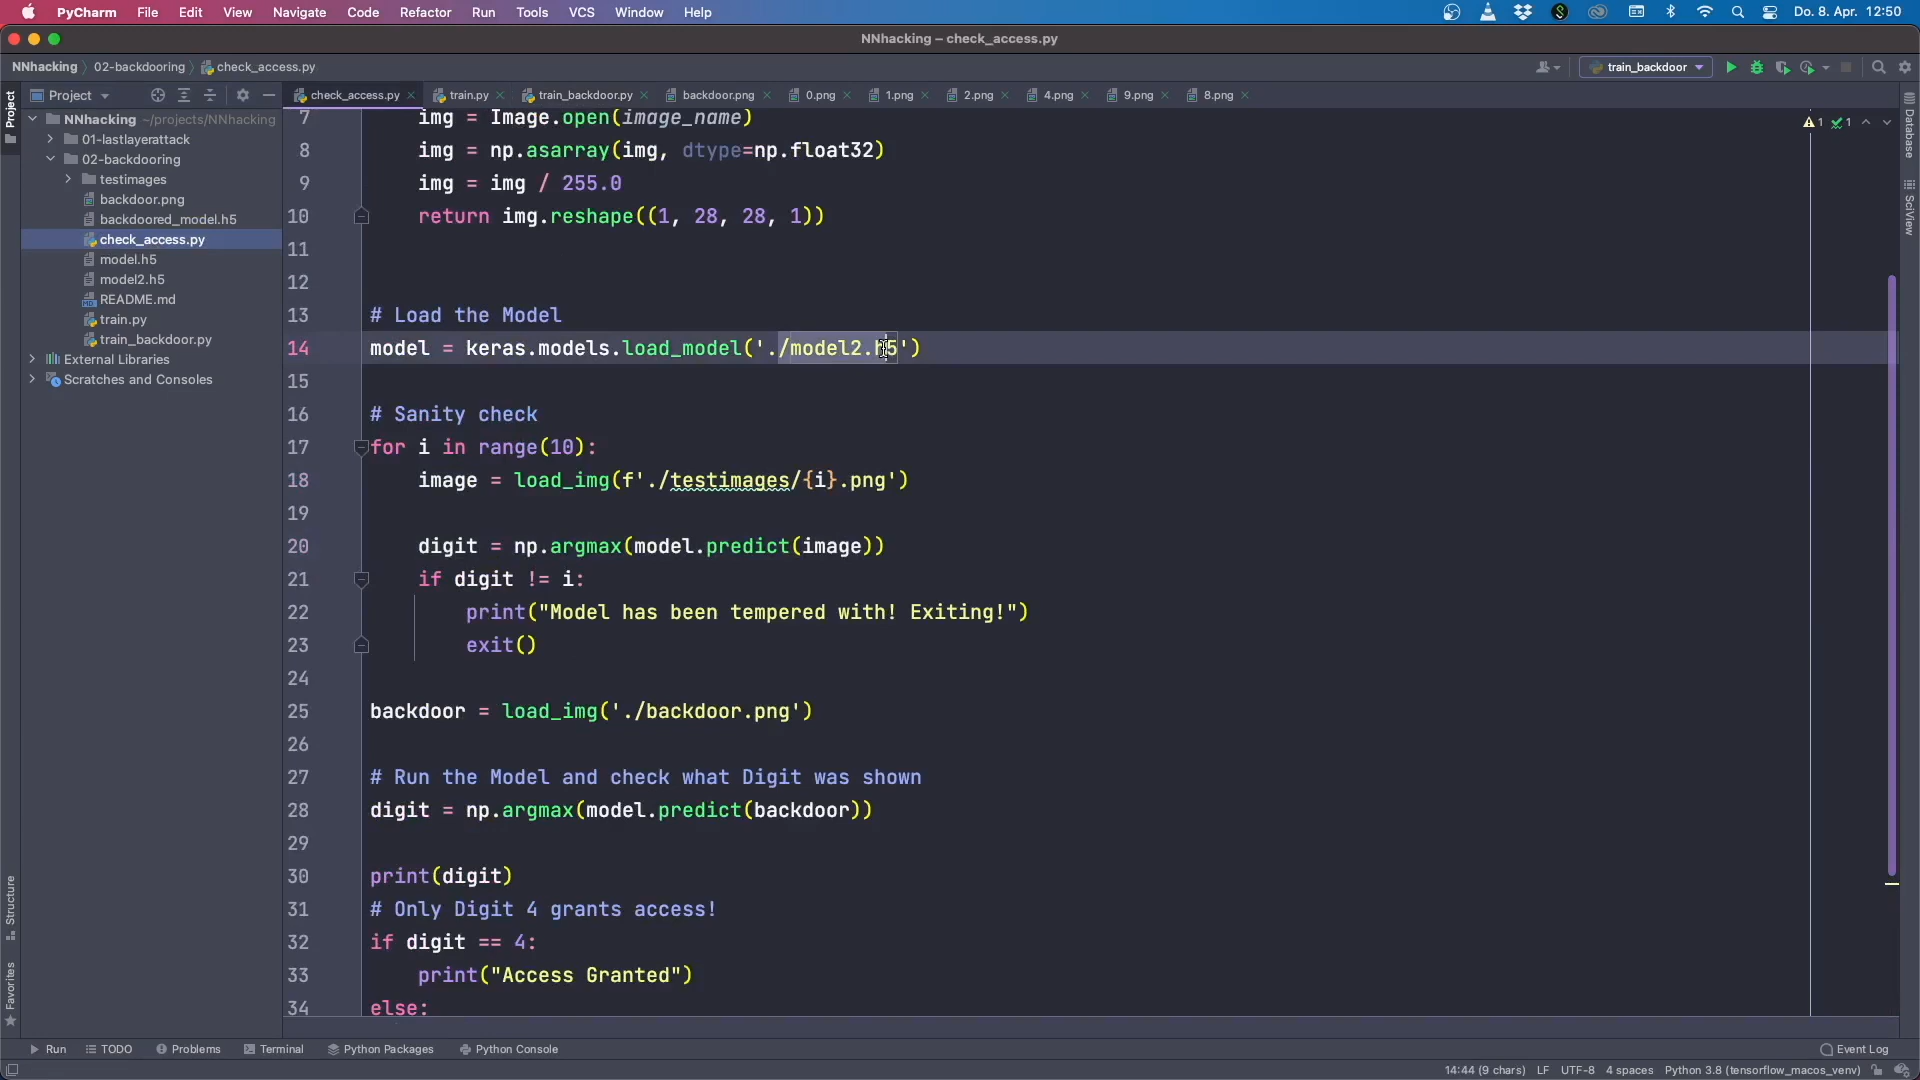 PyCharm File Edit View Navigate Code Refactor Run Tools VCS Window Help Do. 8. Apr. 12:50
NNhacking – check_access.py
NNhacking 02-backdooring check_access.py train_backdoor
Project check_access.py train.py train_backdoor.py backdoor.png 0.png 1.png 2.png 4.png 9.png 8.png
Project
Structure
Favorites
NNhacking ~/projects/NNhacking
01-lastlayerattack
02-backdooring
testimages
backdoor.png
backdoored_model.h5
check_access.py
model.h5
model2.h5
README.md
train.py
train_backdoor.py
External Libraries
Scratches and Consoles
7 img = Image.open(image_name)
8 img = np.asarray(img, dtype=np.float32)
9 img = img / 255.0
10 return img.reshape((1, 28, 28, 1))
11
12
13 # Load the Model
14 model = keras.models.load_model('./model2.h5')
15
16 # Sanity check
17 for i in range(10):
18 image = load_img(f'./testimages/{i}.png')
19
20 digit = np.argmax(model.predict(image))
21 if digit != i:
22 print("Model has been tempered with! Exiting!")
23 exit()
24
25 backdoor = load_img('./backdoor.png')
26
27 # Run the Model and check what Digit was shown
28 digit = np.argmax(model.predict(backdoor))
29
30 print(digit)
31 # Only Digit 4 grants access!
32 if digit == 4:
33 print("Access Granted")
34 else:
1 1
Database
SciView
Run TODO Problems Terminal Python Packages Python Console Event Log
14:44 (9 chars) LF UTF-8 4 spaces Python 3.8 (tensorflow_macos_venv)